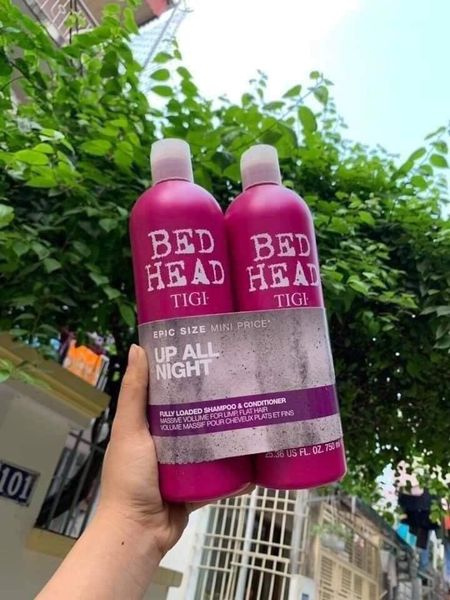 BED HEAD TIGI
BED HEAD TIGI
EPIC SIZE MINI PRICE*
UP ALL
NIGHT
FULLY LOADED SHAMPOO & CONDITIONER
MASSIVE VOLUME FOR LIMP, FLAT HAIR
VOLUME MASSIF POUR CHEVEUX PLATS ET FINS
25.36 US FL. OZ. 750
101